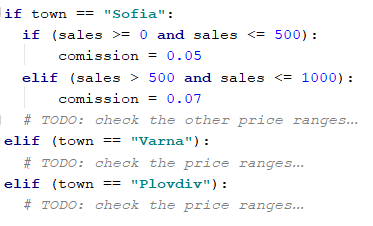 if town == "Sofia":
if (sales >= 0 and sales <= 500):
comission = 0.05
elif (sales > 500 and sales <= 1000):
comission = 0.07
# TODO: check the other price ranges…
elif (town == "Varna"):
# TODO: check the price ranges…
elif (town == "Plovdiv"):
# TODO: check the price ranges…